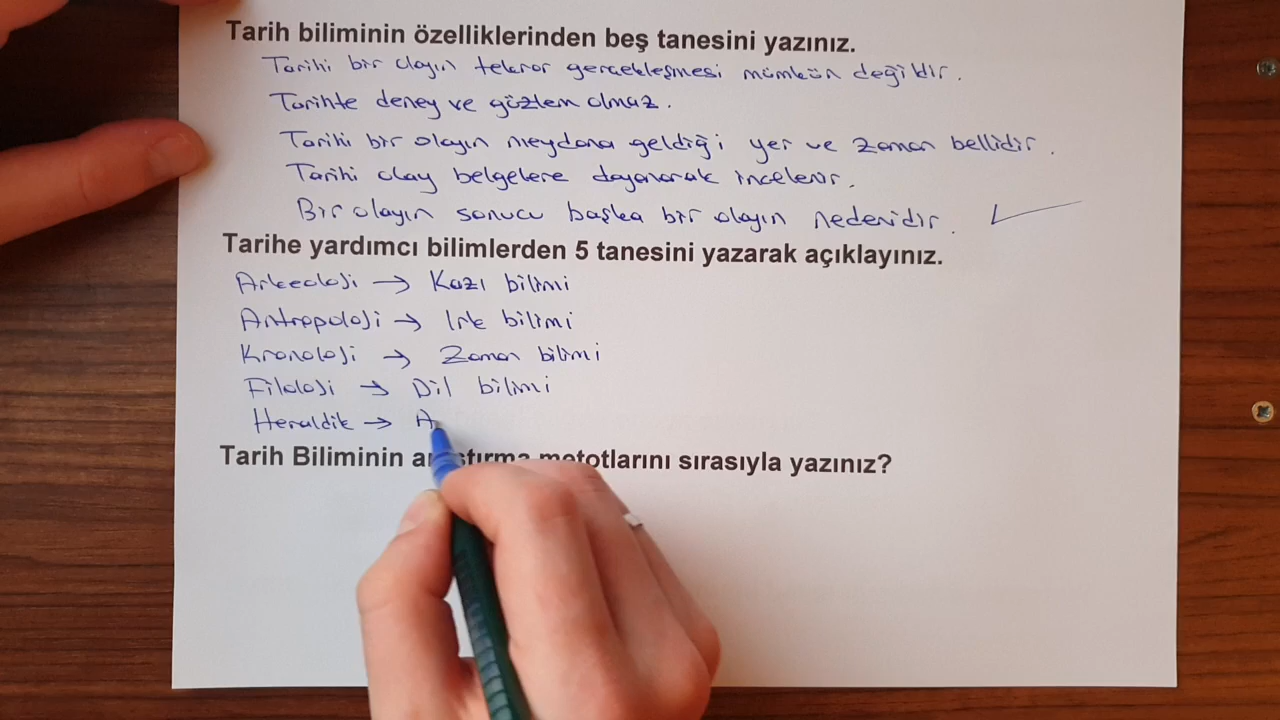 Tarih biliminin özelliklerinden beş tanesini yazınız.
Tarihi bir olayın tekrar gerçekleşmesi mümkün değildir.
Tarihte deney ve gözlem olmaz.
Tarihi bir olayın meydana geldiği yer ve zaman bellidir.
Tarihi olay belgelere dayanarak incelenir.
Bir olayın sonucu başka bir olayın nedenidir.
Tarihe yardımcı bilimlerden 5 tanesini yazarak açıklayınız.
Arkeoloji → Kazı bilimi
Antropoloji → Irk bilimi
Kronoloji → Zaman bilimi
Filoloji → Dil bilimi
Heraldik → A
Tarih Biliminin araştırma metotlarını sırasıyla yazınız?